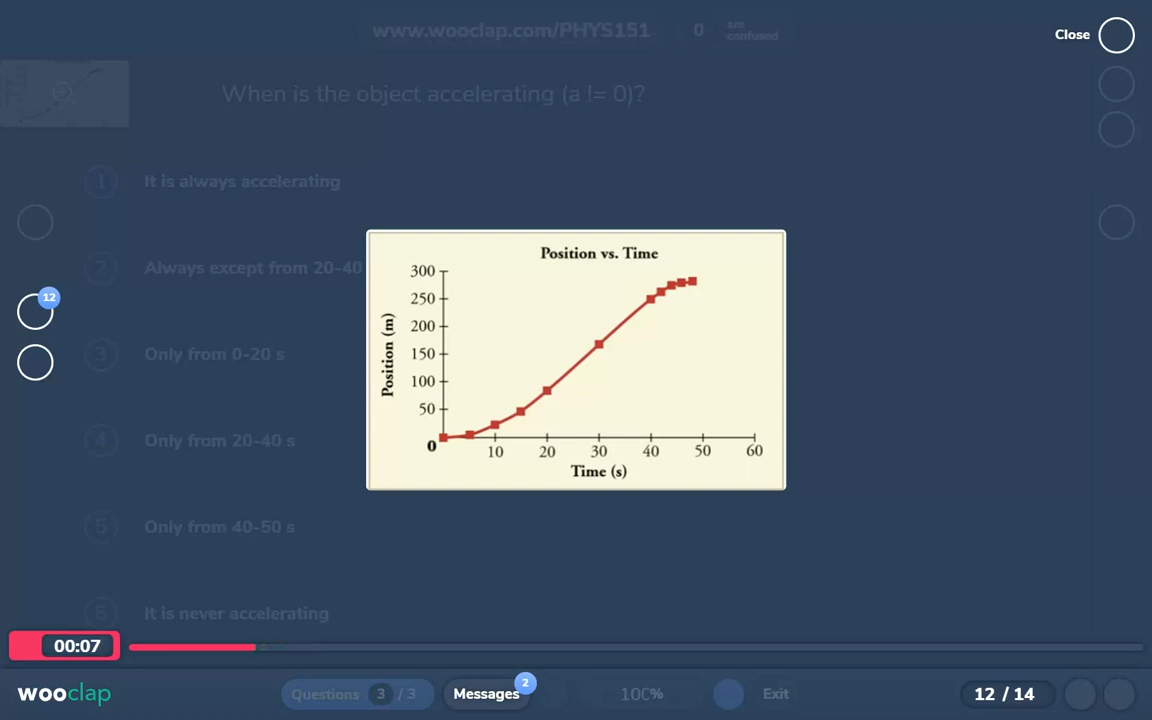 www.wooclap.com/PHYS151
0
are
confused
Close
When is the object accelerating (a != 0)?
1
It is always accelerating
2
Always except from 20-40
3
Only from 0-20 s
4
Only from 20-40 s
5
Only from 40-50 s
6
It is never accelerating
12
Position vs. Time
Position (m)
300
250
200
150
100
50
0
10
20
30
40
50
60
Time (s)
00:07
wooclap
Questions 3 / 3
Messages
2
100%
Exit
12 / 14